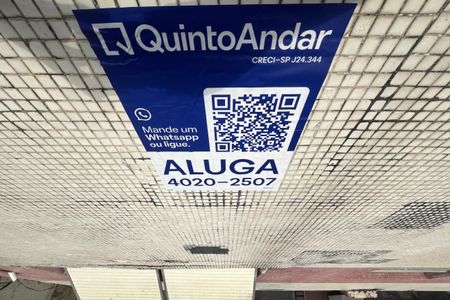 QuintoAndar
CRECI-SP J24.344
Mande um
Whatsapp
ou ligue.
ALUGA
4020-2507